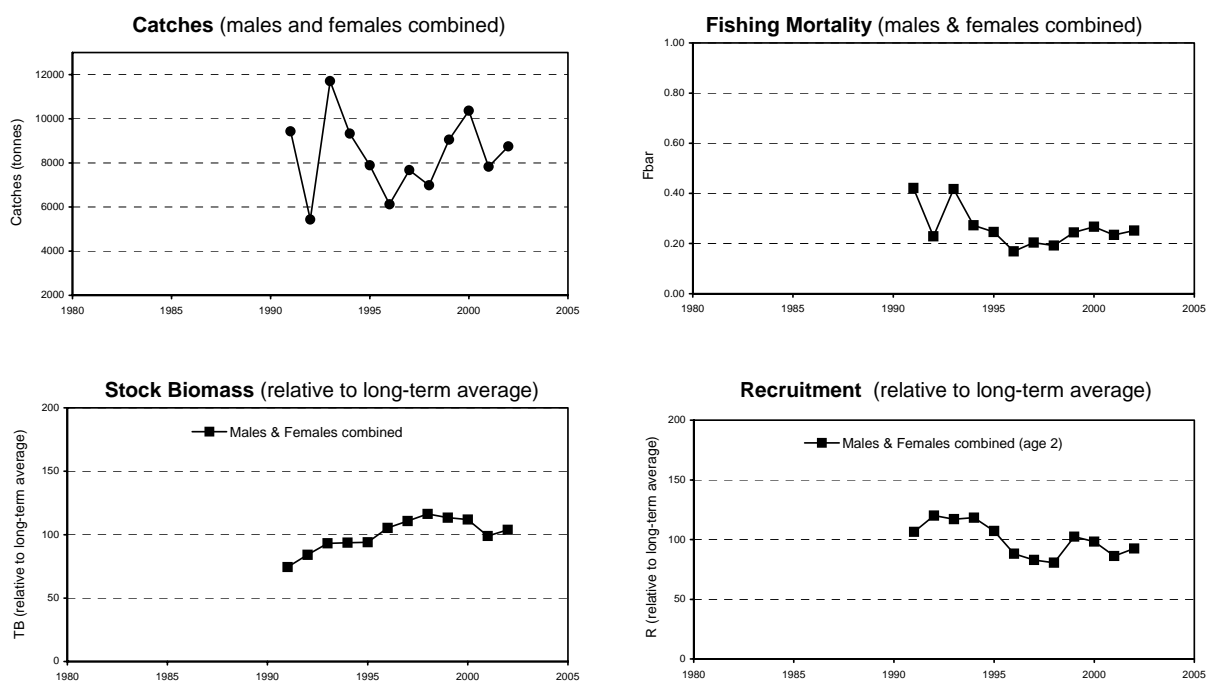 Catches (males and females combined)
Catches (tonnes)
12000
10000
8000
6000
4000
2000
1980 1985 1990 1995 2000 2005
Fishing Mortality (males & females combined)
Fbar
1.00
0.80
0.60
0.40
0.20
0.00
1980 1985 1990 1995 2000 2005
Stock Biomass (relative to long-term average)
TB (relative to long-term average)
Males & Females combined
200
150
100
50
0
1980 1985 1990 1995 2000 2005
Recruitment (relative to long-term average)
R (relative to long-term average)
Males & Females combined (age 2)
200
150
100
50
0
1980 1985 1990 1995 2000 2005